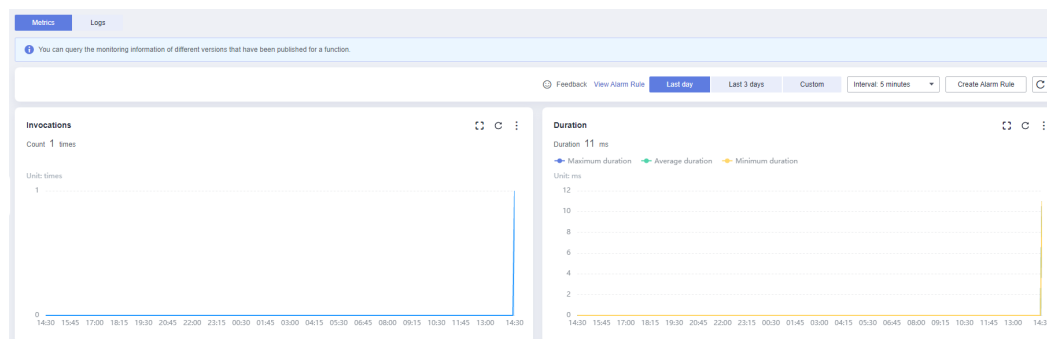 Metrics Logs
You can query the monitoring information of different versions that have been published for a function.
Feedback View Alarm Rule Last day Last 3 days Custom Interval: 5 minutes Create Alarm Rule
Invocations
Count 1 times
Unit: times
1
0
14:30 15:45 17:00 18:15 19:30 20:45 22:00 23:15 00:30 01:45 03:00 04:15 05:30 06:45 08:00 09:15 10:30 11:45 13:00 14:30
Duration
Duration 11 ms
Maximum duration Average duration Minimum duration
Unit: ms
12
10
8
6
4
2
0
14:30 15:45 17:00 18:15 19:30 20:45 22:00 23:15 00:30 01:45 03:00 04:15 05:30 06:45 08:00 09:15 10:30 11:45 13:00 14:3